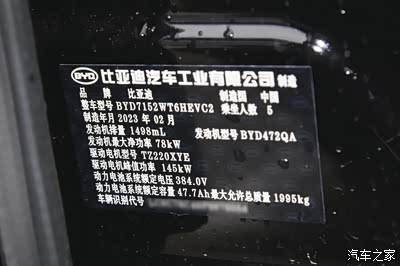 BYD 比亚迪汽车工业有限公司 制造
品牌 比亚迪 制造国 中国
整车型号 BYD7152WT6HEVC2 乘坐人数 5
制造年月 2023 年 02 月
发动机排量 1498mL 发动机型号 BYD472QA
发动机最大净功率 78kW
驱动电机型号 TZ220XYE
驱动电机峰值功率 145kW
动力电池系统额定电压 384.0V
动力电池系统额定容量 47.7Ah 最大允许总质量 1995kg
车辆识别代号
汽车之家